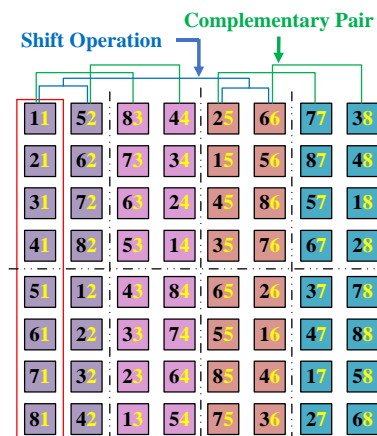 Complementary Pair
Shift Operation
11 52 83 44 25 66 77 38
21 62 73 34 15 56 87 48
31 72 63 24 45 86 57 18
41 82 53 14 35 76 67 28
51 12 43 84 65 26 37 78
61 22 33 74 55 16 47 88
71 32 23 64 85 46 17 58
81 42 13 54 75 36 27 68